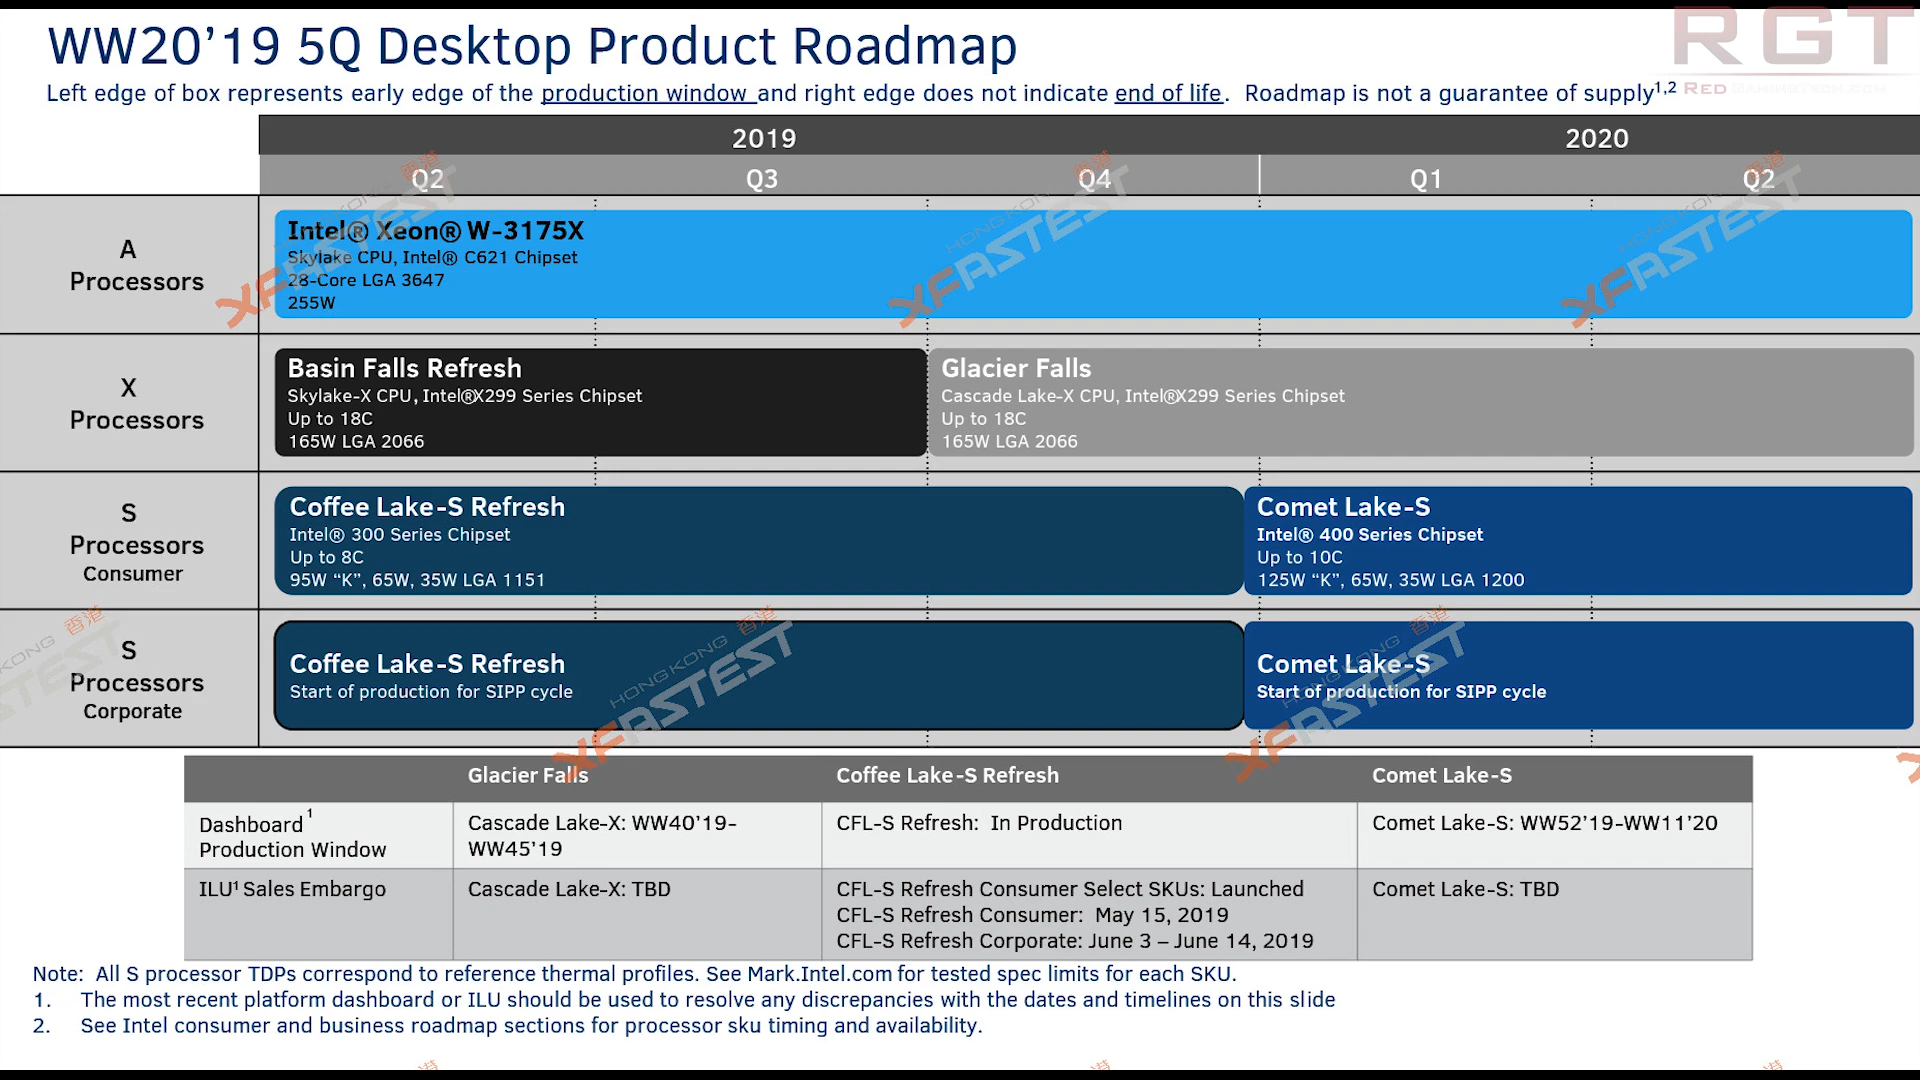 WW20’19 5Q Desktop Product Roadmap
RGT
Left edge of box represents early edge of the production window and right edge does not indicate end of life. Roadmap is not a guarantee of supply1,2
RED GAMINGTECH.COM
2019 2020
Q2 Q3 Q4 Q1 Q2
A
Processors
Intel® Xeon® W-3175X
Skylake CPU, Intel® C621 Chipset
28-Core LGA 3647
255W
X
Processors
Basin Falls Refresh
Skylake-X CPU, Intel®X299 Series Chipset
Up to 18C
165W LGA 2066
Glacier Falls
Cascade Lake-X CPU, Intel®X299 Series Chipset
Up to 18C
165W LGA 2066
S
Processors
Consumer
Coffee Lake-S Refresh
Intel® 300 Series Chipset
Up to 8C
95W “K”, 65W, 35W LGA 1151
Comet Lake-S
Intel® 400 Series Chipset
Up to 10C
125W “K”, 65W, 35W LGA 1200
S
Processors
Corporate
Coffee Lake-S Refresh
Start of production for SIPP cycle
Comet Lake-S
Start of production for SIPP cycle
HONG KONG 香港
XFASTEST
Glacier Falls Coffee Lake-S Refresh Comet Lake-S
Dashboard1
Production Window
Cascade Lake-X: WW40’19-
WW45’19
CFL-S Refresh: In Production
Comet Lake-S: WW52’19-WW11’20
ILU1 Sales Embargo
Cascade Lake-X: TBD
CFL-S Refresh Consumer Select SKUs: Launched
CFL-S Refresh Consumer: May 15, 2019
CFL-S Refresh Corporate: June 3 – June 14, 2019
Comet Lake-S: TBD
Note: All S processor TDPs correspond to reference thermal profiles. See Mark.Intel.com for tested spec limits for each SKU.
1. The most recent platform dashboard or ILU should be used to resolve any discrepancies with the dates and timelines on this slide
2. See Intel consumer and business roadmap sections for processor sku timing and availability.